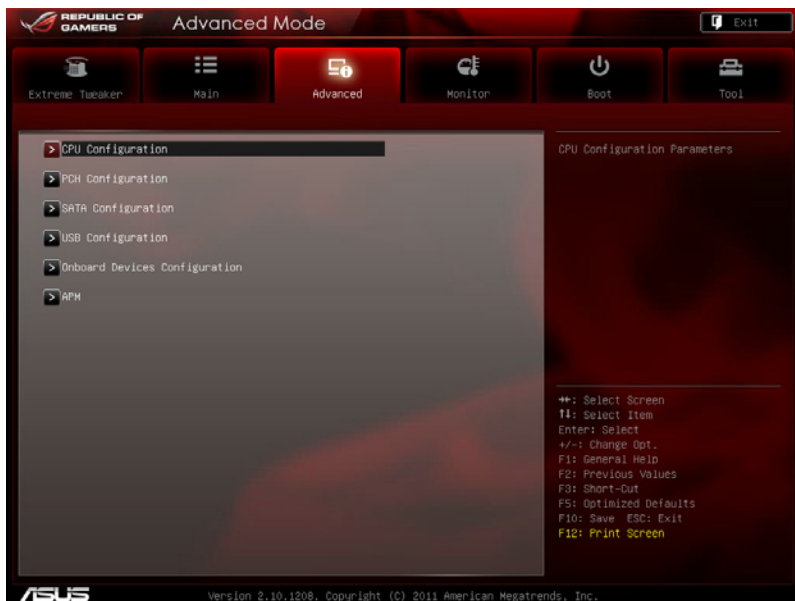 REPUBLIC OF
GAMERS
Advanced Mode
Exit
Extreme Tweaker
Main
Advanced
Monitor
Boot
Tool
CPU Configuration
PCH Configuration
SATA Configuration
USB Configuration
Onboard Devices Configuration
APM
CPU Configuration Parameters
→←: Select Screen
↑↓: Select Item
Enter: Select
+/-: Change Opt.
F1: General Help
F2: Previous Values
F3: Short-Cut
F5: Optimized Defaults
F10: Save ESC: Exit
F12: Print Screen
ASUS
Version 2.10.1208. Copyright (C) 2011 American Megatrends, Inc.